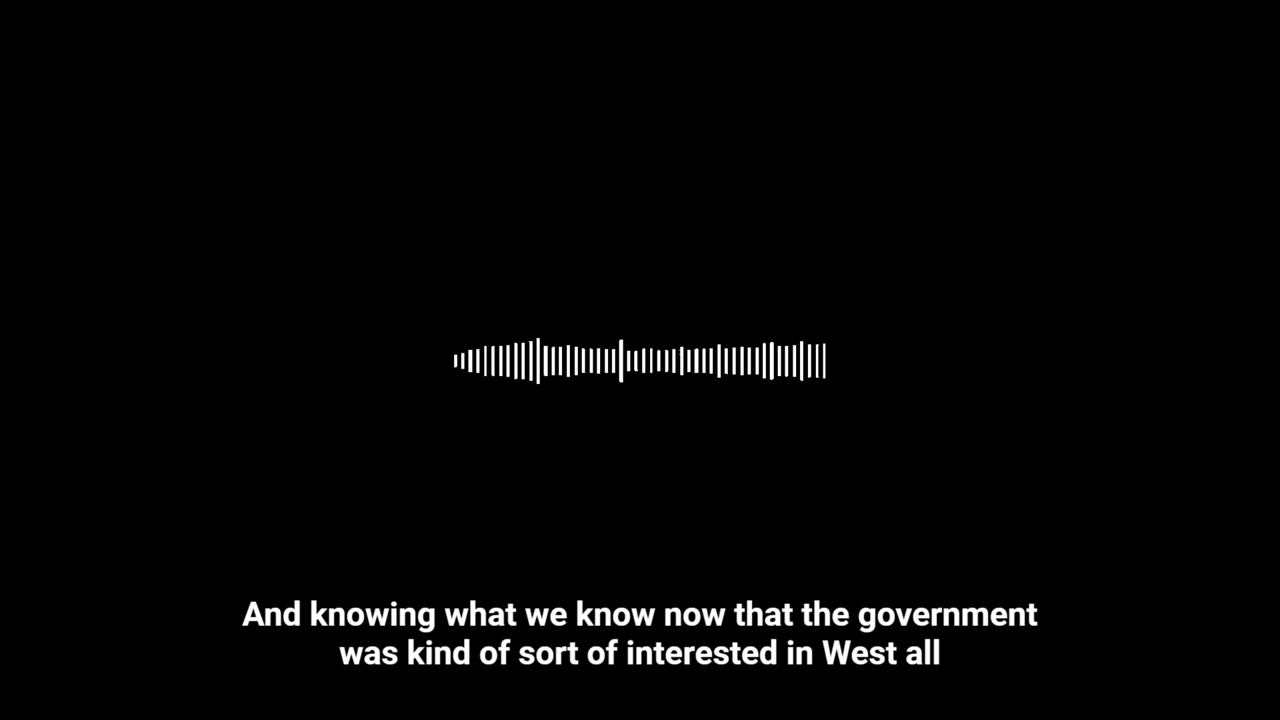 And knowing what we know now that the government
was kind of sort of interested in West all